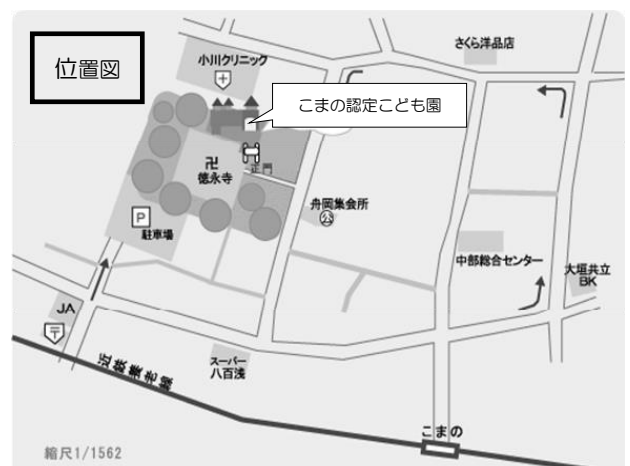 位置図
さくら洋品店
小川クリニック
こまの認定こども園
正門
卍
徳永寺
舟岡集会所
公
P
駐車場
中部総合センター
大垣共立
BK
JA
〒
スーパー
八百浅
近鉄養老線
こまの
縮尺1/1562